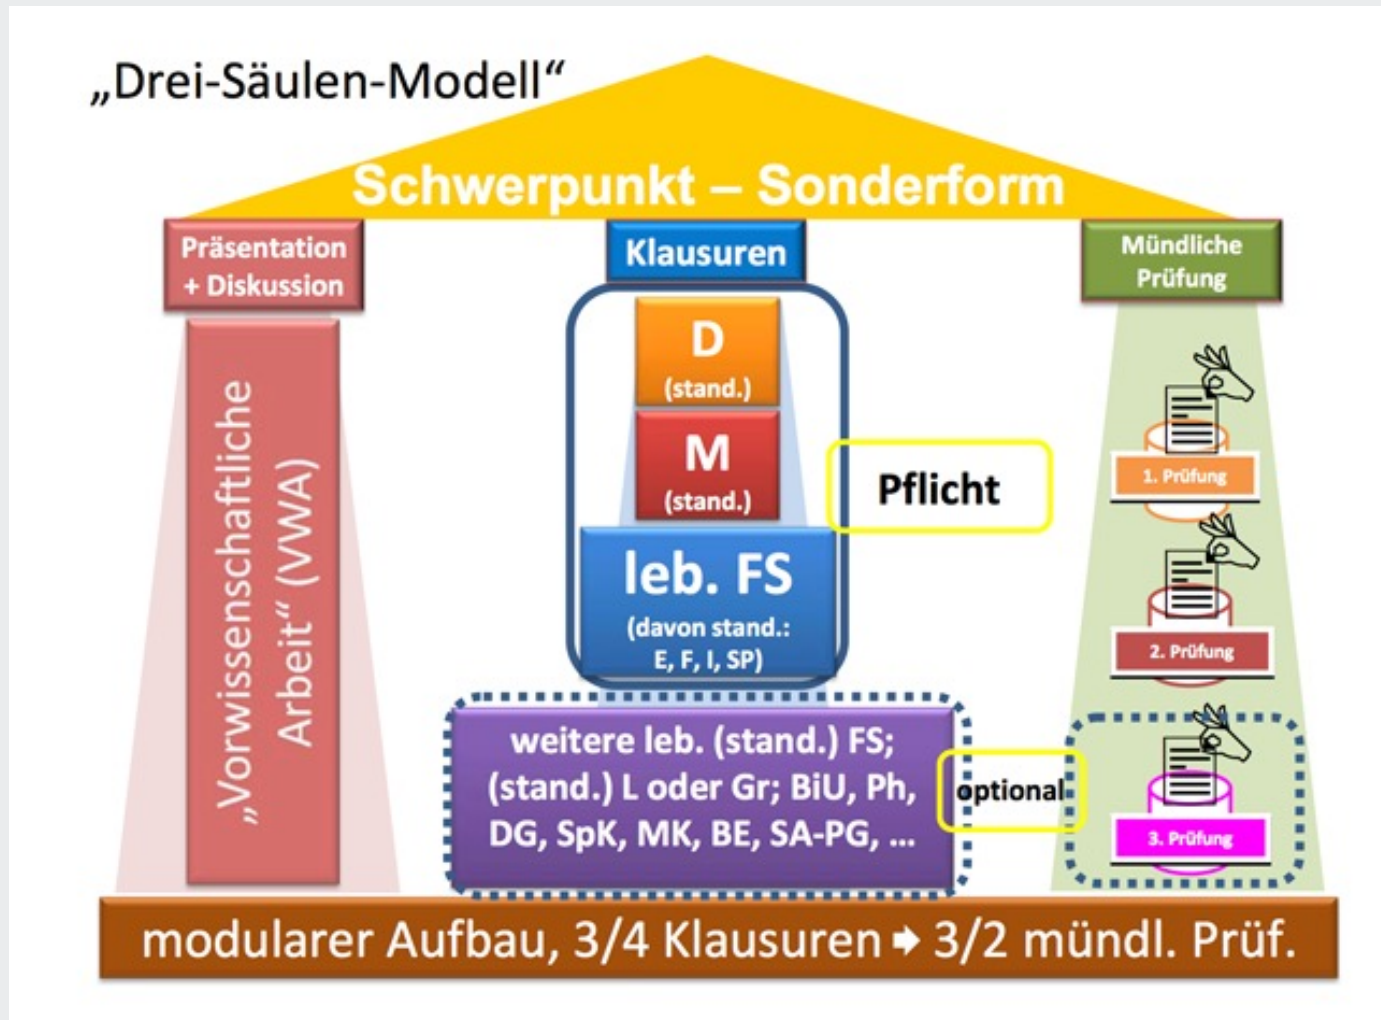 „Drei-Säulen-Modell“
Schwerpunkt – Sonderform
Präsentation
+ Diskussion
„Vorwissenschaftliche
Arbeit“ (VWA)
Klausuren
D
(stand.)
M
(stand.)
leb. FS
(davon stand.:
E, F, I, SP)
Pflicht
weitere leb. (stand.) FS;
(stand.) L oder Gr; BiU, Ph,
DG, SpK, MK, BE, SA-PG, ...
optional
Mündliche
Prüfung
1. Prüfung
2. Prüfung
3. Prüfung
modularer Aufbau, 3/4 Klausuren ➔ 3/2 mündl. Prüf.